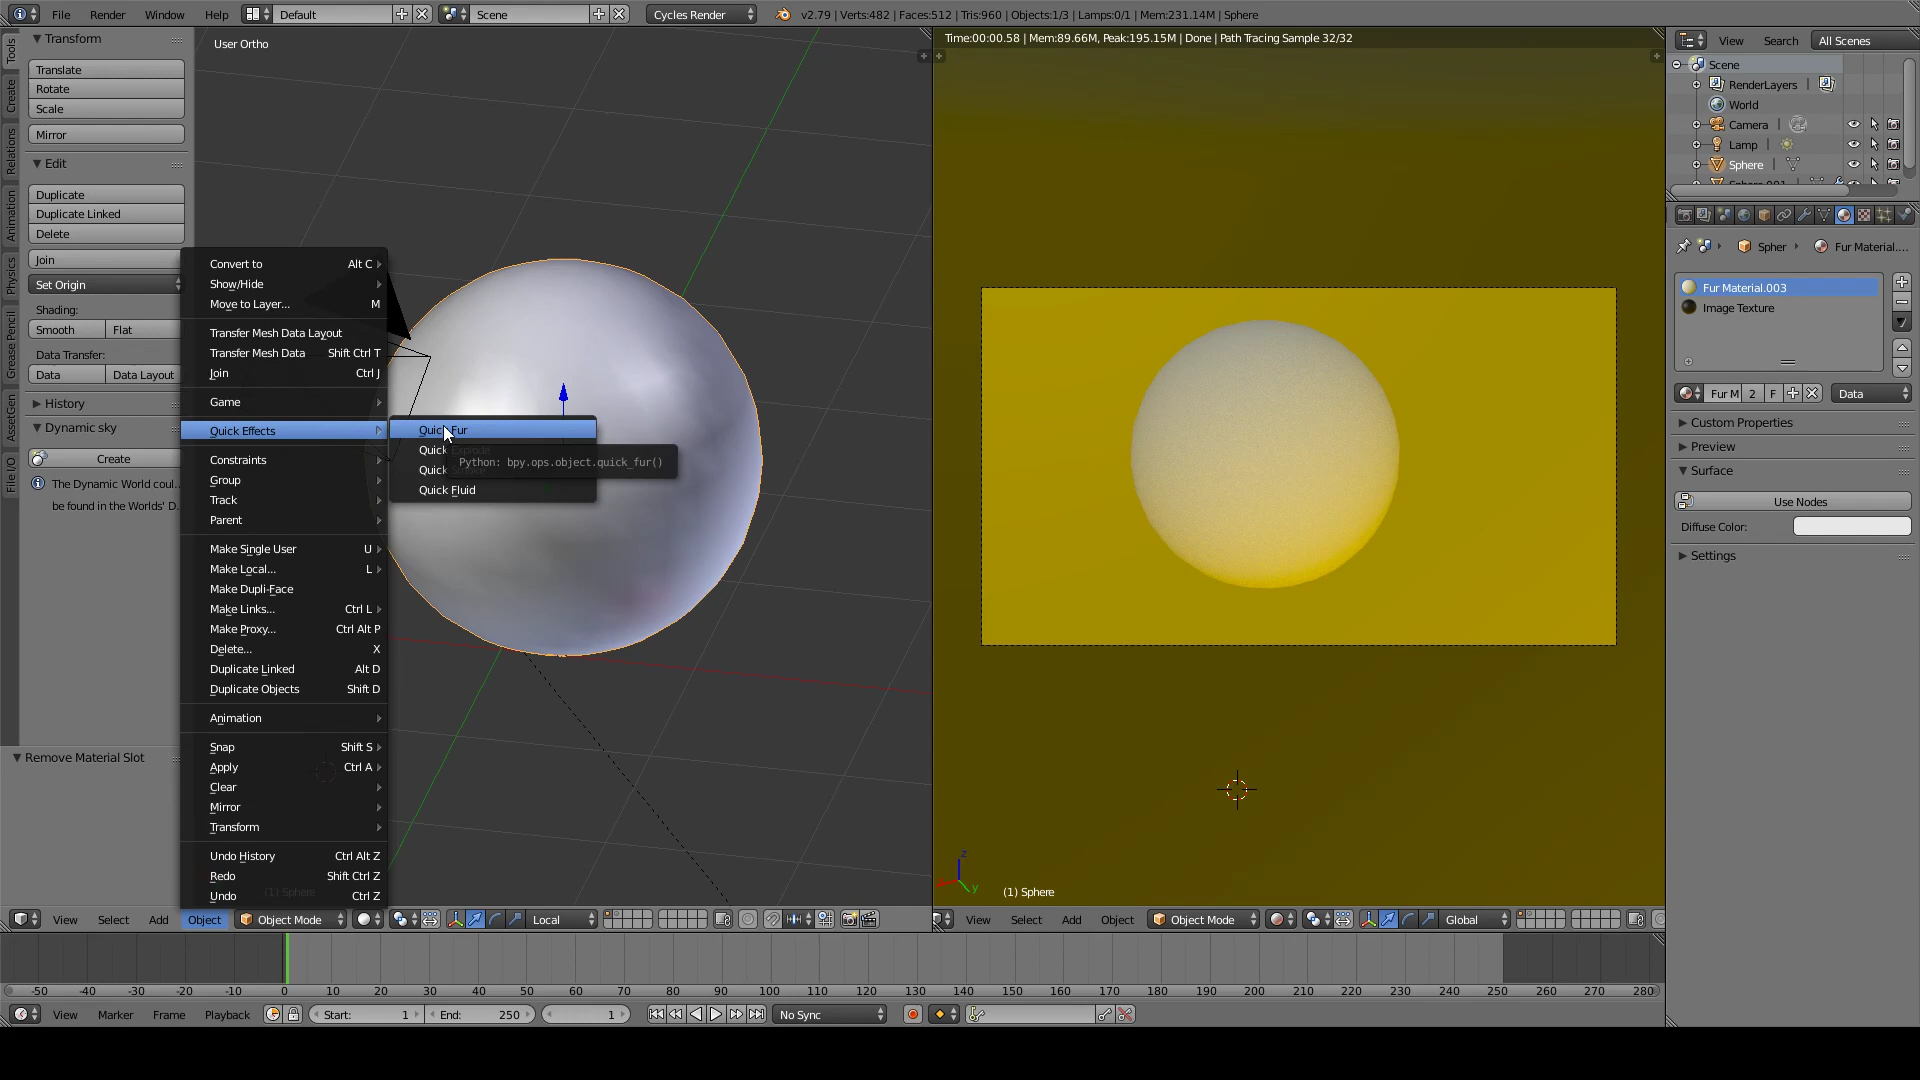 File Render Window Help Default Scene Cycles Render v2.79 | Verts:482 | Faces:512 | Tris:960 | Objects:1/3 | Lamps:0/1 | Mem:231.14M | Sphere
Tools
Create
Relations
Animation
Physics
Grease Pencil
AssetGen
File I/O
Transform
Translate
Rotate
Scale
Mirror
Edit
Duplicate
Duplicate Linked
Delete
Join
Set Origin
Shading:
Smooth Flat
Data Transfer:
Data Data Layout
History
Dynamic sky
Create
The Dynamic World coul..
be found in the Worlds' D.
Remove Material Slot
User Ortho
Convert to Alt C
Show/Hide
Move to Layer... M
Transfer Mesh Data Layout
Transfer Mesh Data Shift Ctrl T
Join Ctrl J
Game
Quick Effects
Constraints
Group
Track
Parent
Make Single User U
Make Local... L
Make Dupli-Face
Make Links... Ctrl L
Make Proxy... Ctrl Alt P
Delete... X
Duplicate Linked Alt D
Duplicate Objects Shift D
Animation
Snap Shift S
Apply Ctrl A
Clear
Mirror
Transform
Undo History Ctrl Alt Z
Redo Shift Ctrl Z
Undo Ctrl Z
(1) Sphere
Quick Fur
Quick
Quick
Quick Fluid
Python: bpy.ops.object.quick_fur()
View Select Add Object Object Mode Local
Time:00:00.58 | Mem:89.66M, Peak:195.15M | Done | Path Tracing Sample 32/32
z
y
(1) Sphere
View Select Add Object Object Mode Global
View Search All Scenes
Scene
RenderLayers
World
Camera
Lamp
Sphere
Sphere.001
Spher Fur Material....
Fur Material.003
Image Texture
Fur M 2 F Data
Custom Properties
Preview
Surface
Use Nodes
Diffuse Color:
Settings
-50 -40 -30 -20 -10 0 10 20 30 40 50 60 70 80 90 100 110 120 130 140 150 160 170 180 190 200 210 220 230 240 250 260 270 280
View Marker Frame Playback Start: 1 End: 250 1 No Sync